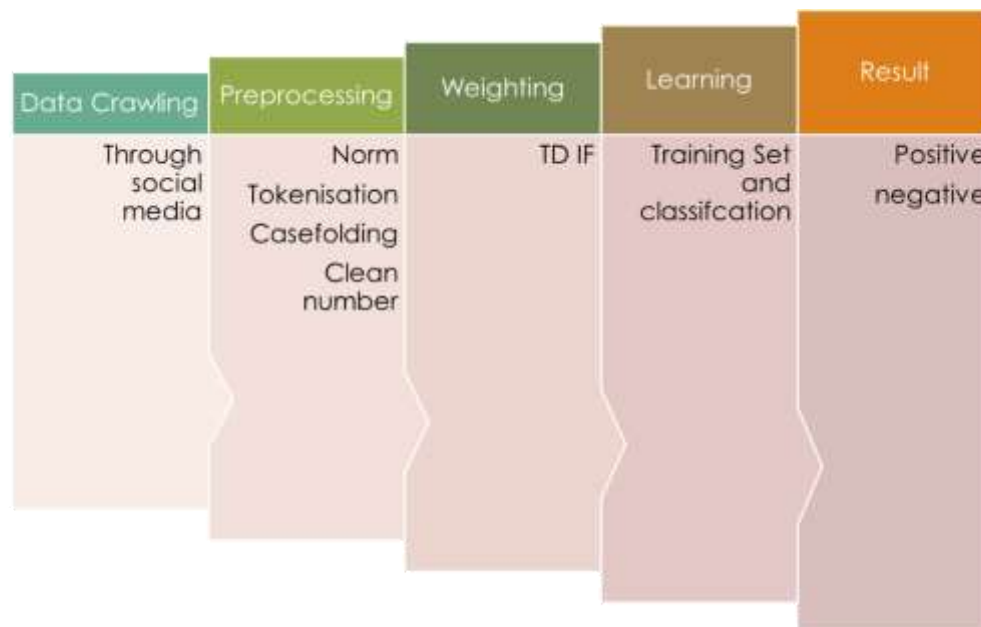 Data Crawling
Through
social
media
Preprocessing
Norm
Tokenisation
Casefolding
Clean
number
Weighting
TD IF
Learning
Training Set
and
classifcation
Result
Positive
negative